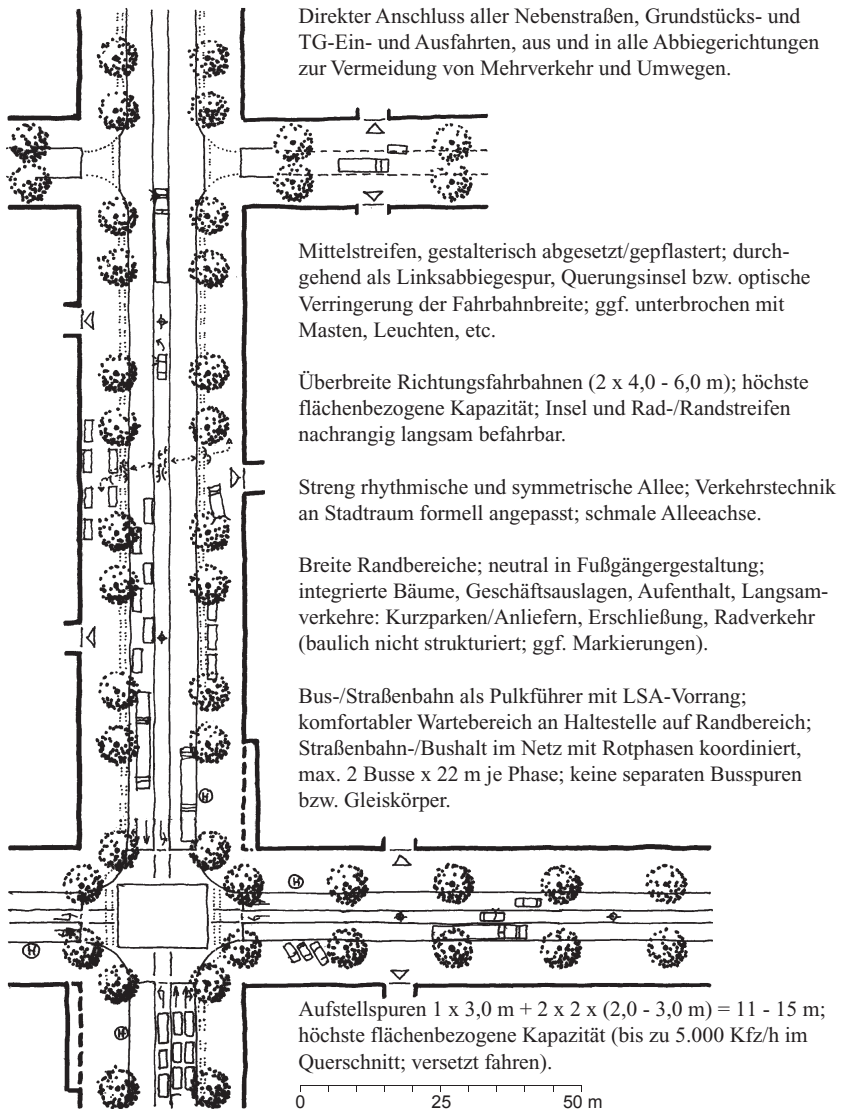 Direkter Anschluss aller Nebenstraßen, Grundstücks- und
TG-Ein- und Ausfahrten, aus und in alle Abbiegerichtungen
zur Vermeidung von Mehrverkehr und Umwegen.
Mittelstreifen, gestalterisch abgesetzt/gepflastert; durch-
gehend als Linksabbiegespur, Querungsinsel bzw. optische
Verringerung der Fahrbahnbreite; ggf. unterbrochen mit
Masten, Leuchten, etc.
Überbreite Richtungsfahrbahnen (2 x 4,0 - 6,0 m); höchste
flächenbezogene Kapazität; Insel und Rad-/Randstreifen
nachrangig langsam befahrbar.
Streng rhythmische und symmetrische Allee; Verkehrstechnik
an Stadtraum formell angepasst; schmale Alleeachse.
Breite Randbereiche; neutral in Fußgängergestaltung;
integrierte Bäume, Geschäftsauslagen, Aufenthalt, Langsam-
verkehre: Kurzparken/Anliefern, Erschließung, Radverkehr
(baulich nicht strukturiert; ggf. Markierungen).
Bus-/Straßenbahn als Pulkführer mit LSA-Vorrang;
komfortabler Wartebereich an Haltestelle auf Randbereich;
Straßenbahn-/Bushalt im Netz mit Rotphasen koordiniert,
max. 2 Busse x 22 m je Phase; keine separaten Busspuren
bzw. Gleiskörper.
H
H
H
H
Aufstellspuren 1 x 3,0 m + 2 x 2 x (2,0 - 3,0 m) = 11 - 15 m;
höchste flächenbezogene Kapazität (bis zu 5.000 Kfz/h im
Querschnitt; versetzt fahren).
0 25 50 m